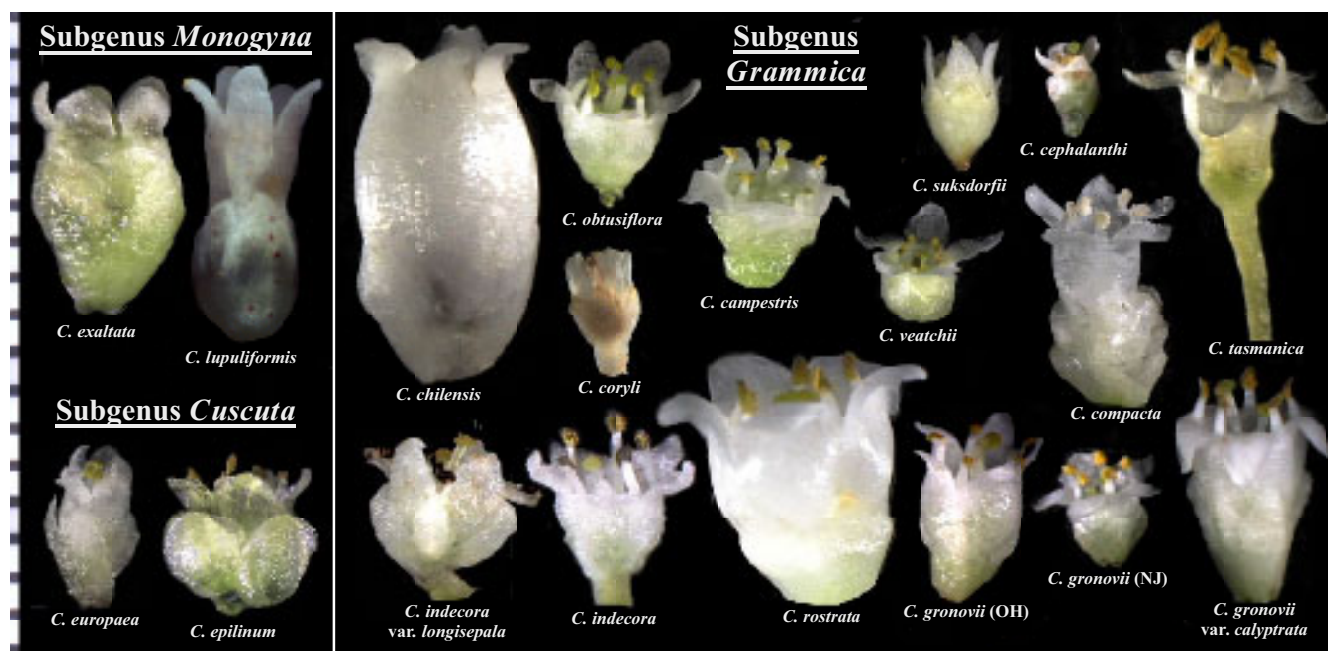 Subgenus Monogyna
C. exaltata
C. lupuliformis
Subgenus Cuscuta
C. europaea
C. epilinum
Subgenus
Grammica
C. chilensis
C. obtusiflora
C. coryli
C. campestris
C. suksdorfii
C. cephalanthi
C. veatchii
C. compacta
C. tasmanica
C. indecora
var. longisepala
C. indecora
C. rostrata
C. gronovii (OH)
C. gronovii (NJ)
C. gronovii
var. calyptrata